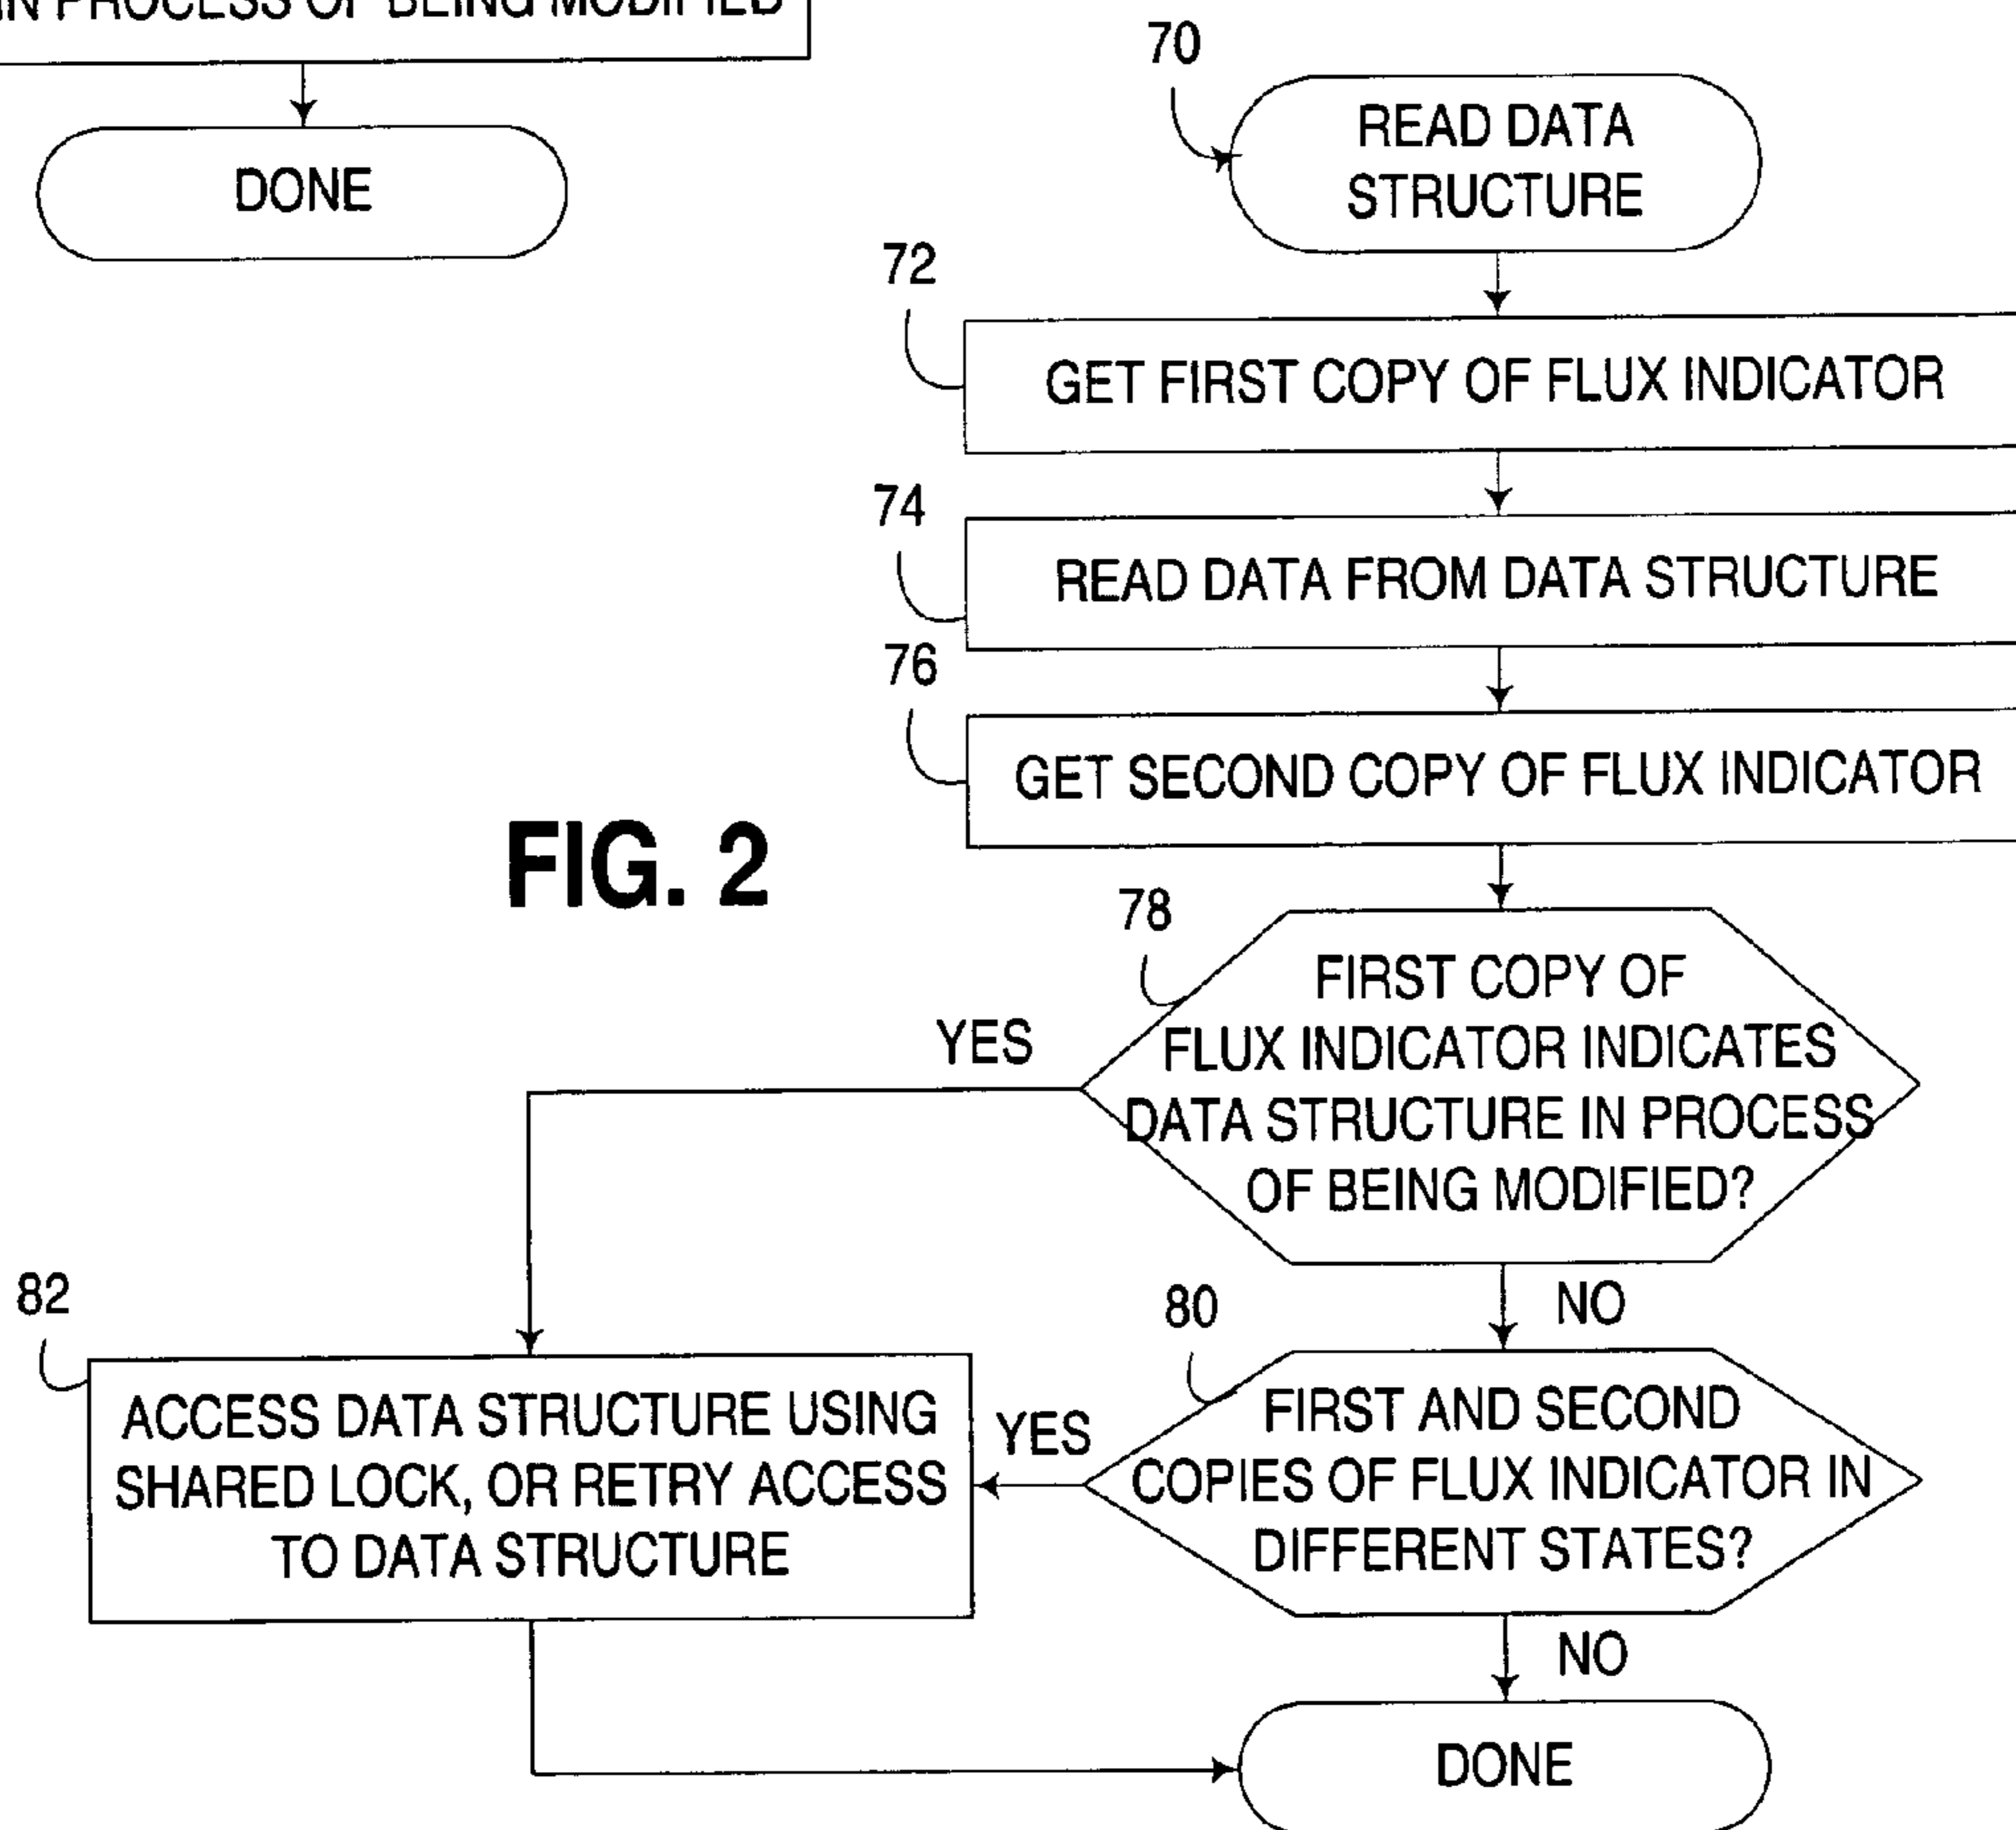 IN PROCESS OF BEING MODIFIED
DONE
70
READ DATA
STRUCTURE
72
GET FIRST COPY OF FLUX INDICATOR
74
READ DATA FROM DATA STRUCTURE
76
GET SECOND COPY OF FLUX INDICATOR
FIG. 2
78
FIRST COPY OF
FLUX INDICATOR INDICATES
DATA STRUCTURE IN PROCESS
OF BEING MODIFIED?
YES
NO
80
FIRST AND SECOND
COPIES OF FLUX INDICATOR IN
DIFFERENT STATES?
YES
82
ACCESS DATA STRUCTURE USING
SHARED LOCK, OR RETRY ACCESS
TO DATA STRUCTURE
NO
DONE